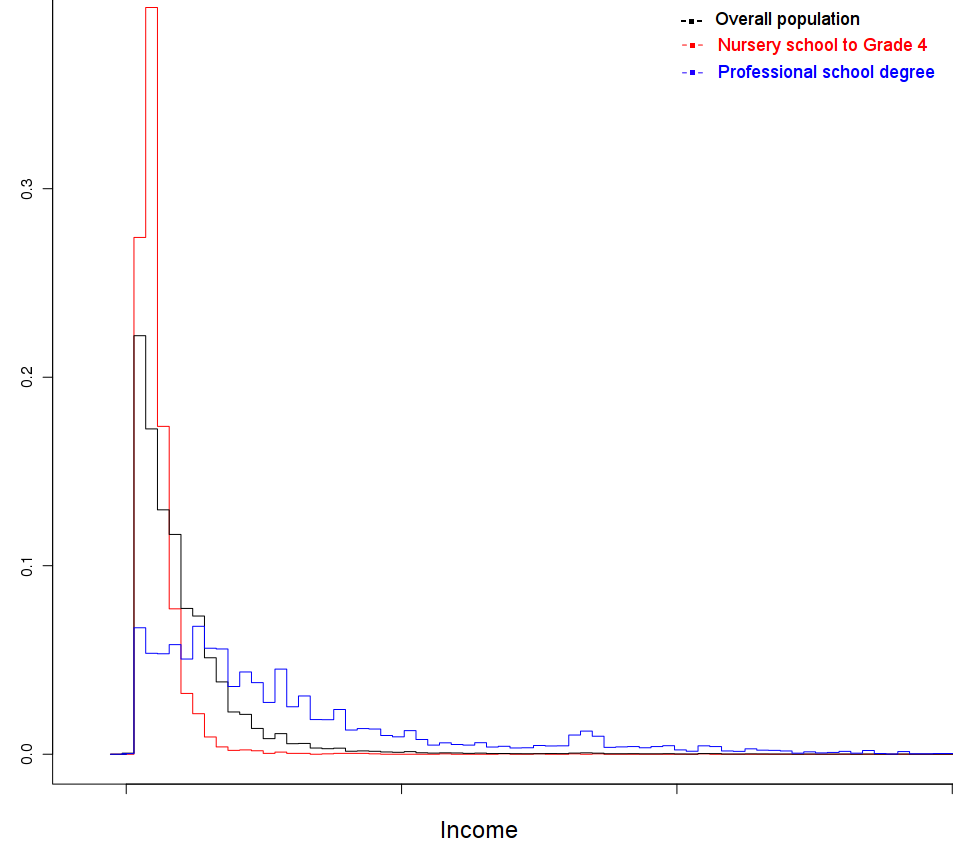 Overall population
Nursery school to Grade 4
Professional school degree
0.3
0.2
0.1
0.0
Income